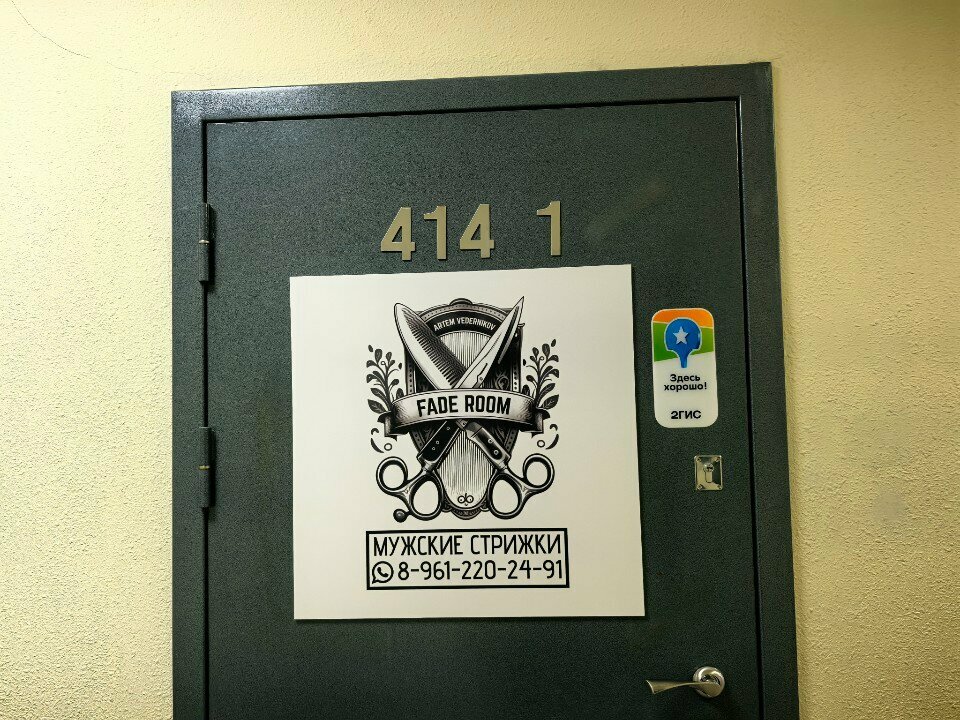 414 1
ARTEM VEDERNIKOV
FADE ROOM
МУЖСКИЕ СТРИЖКИ
8-961-220-24-91
Здесь
хорошо!
2ГИС